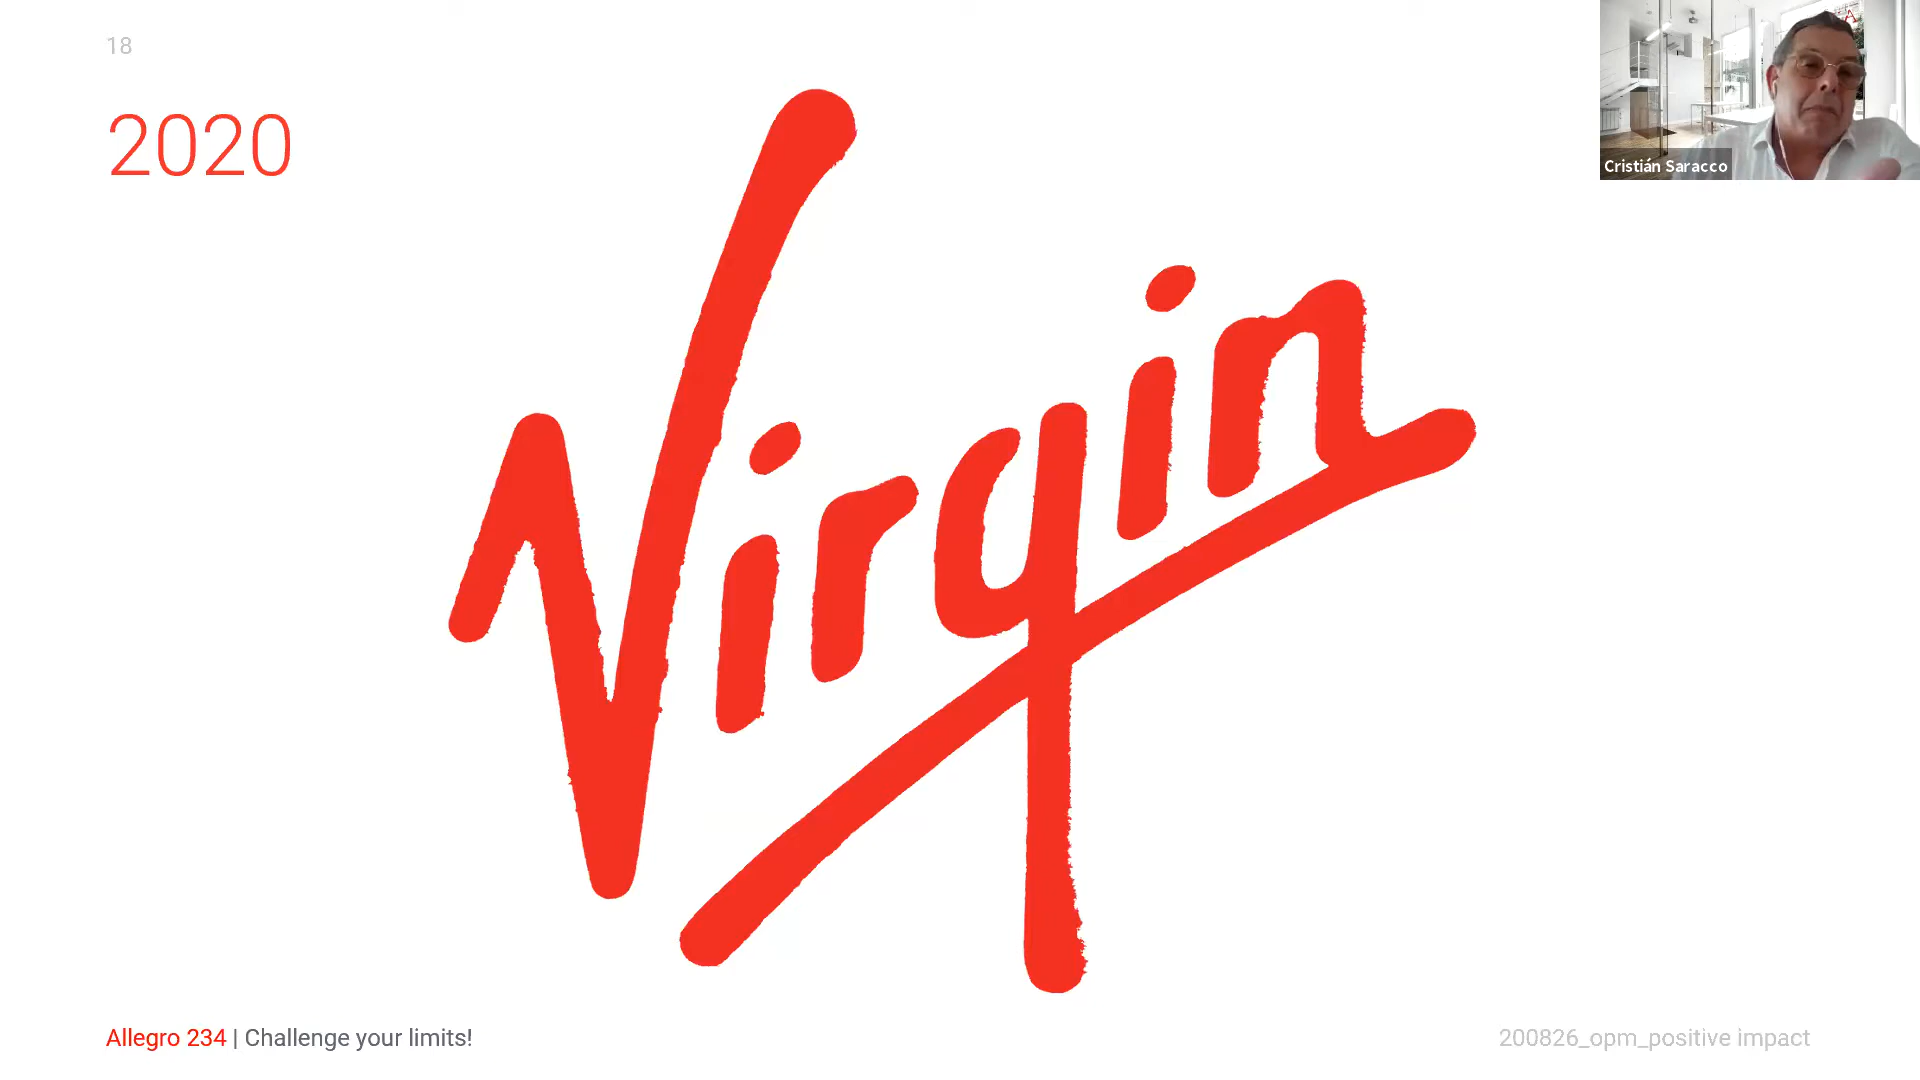 18
2020
Virgin
Cristián Saracco
Allegro 234 | Challenge your limits!
200826_opm_positive impact